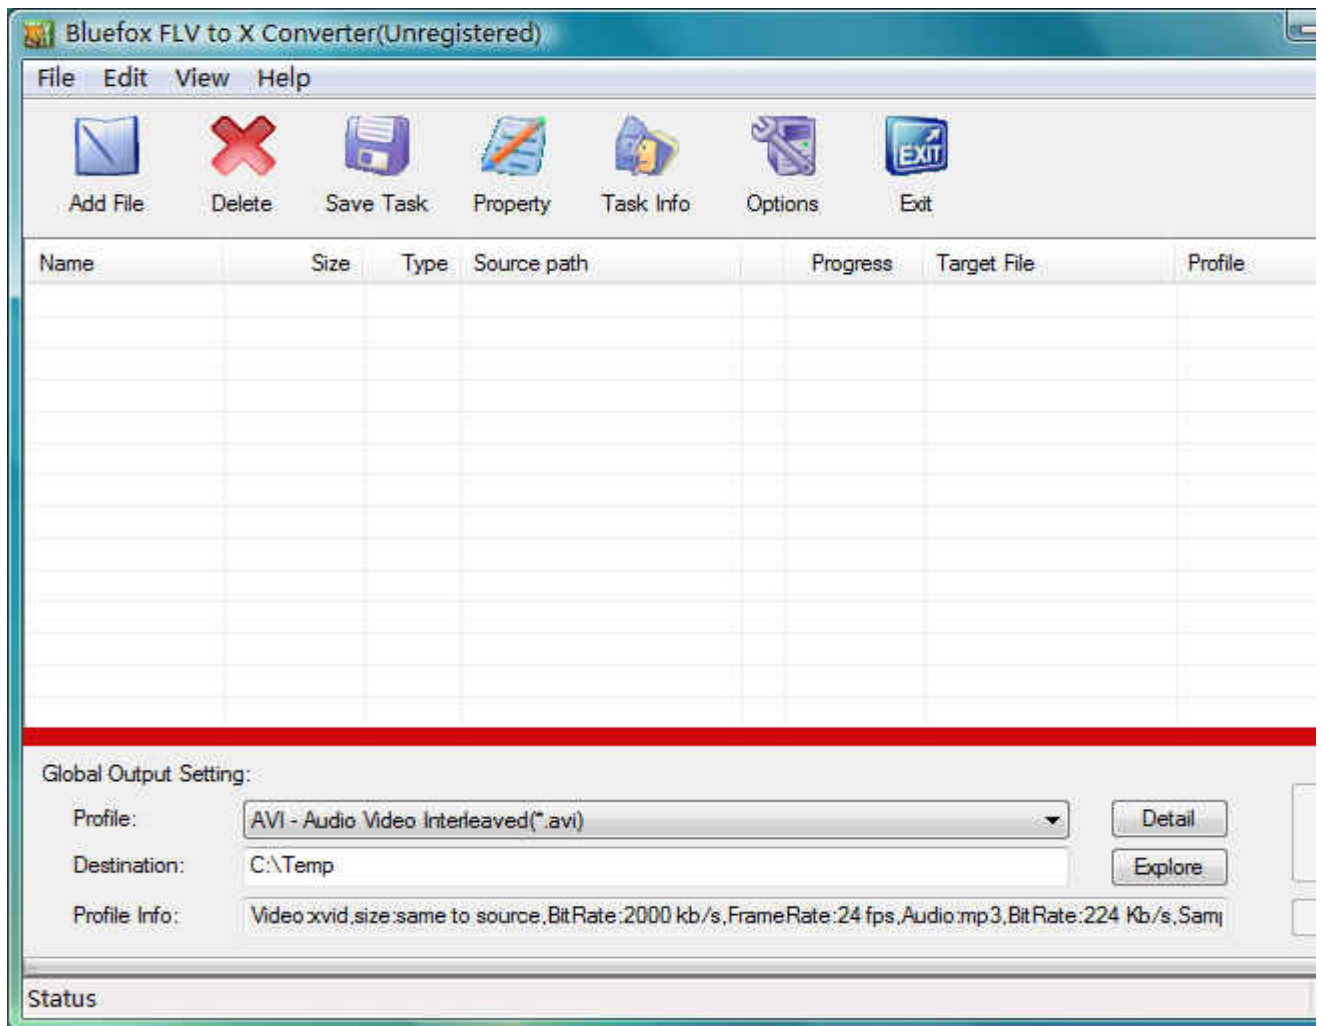 Bluefox FLV to X Converter(Unregistered)
File Edit View Help
EXIT
Add File Delete Save Task Property Task Info Options Exit
Name Size Type Source path Progress Target File Profile
Global Output Setting:
Profile: AVI - Audio Video Interleaved(*.avi) Detail
Destination: C:\Temp Explore
Profile Info: Video:xvid,size:same to source,BitRate:2000 kb/s,FrameRate:24 fps,Audio:mp3,BitRate:224 Kb/s,Sam
Status